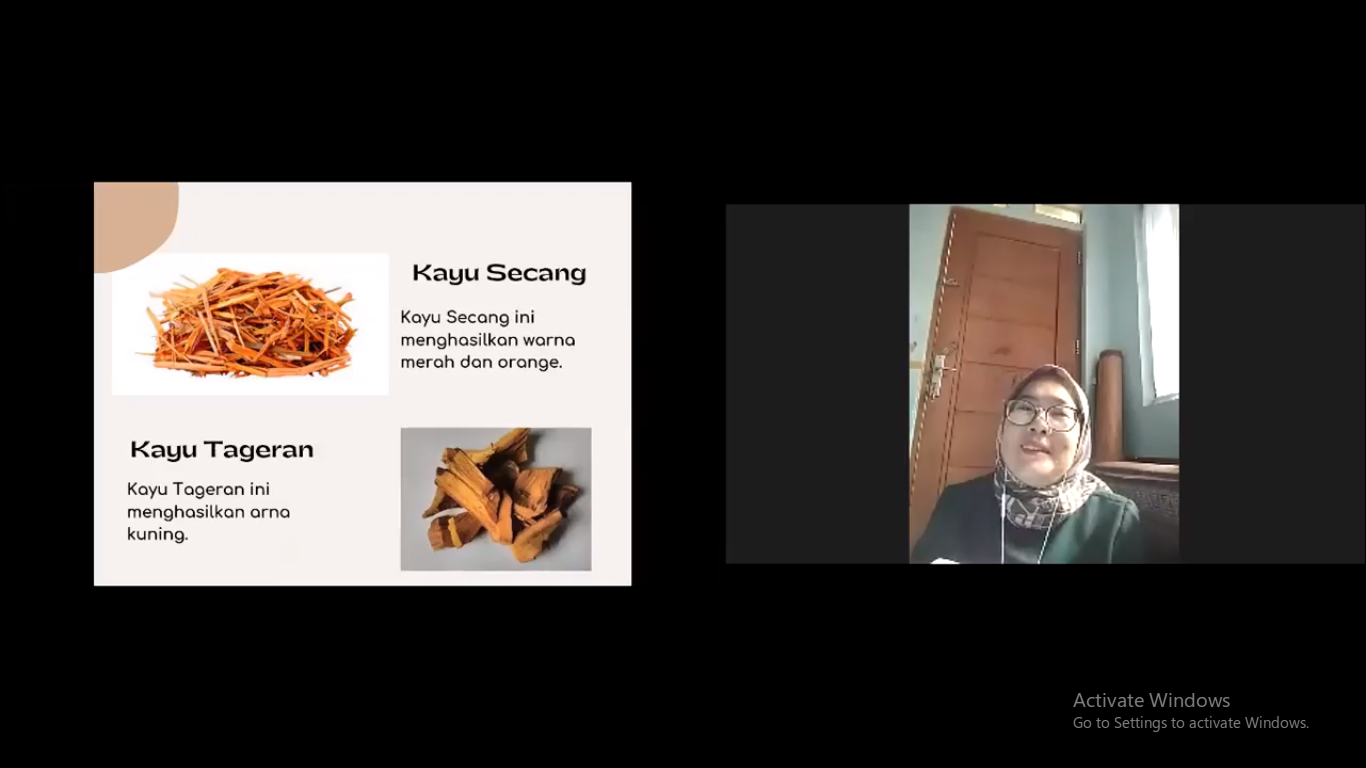 Kayu Secang
Kayu Secang ini
menghasilkan warna
merah dan orange.
Kayu Tageran
Kayu Tageran ini
menghasilkan arna
kuning.
Activate Windows
Go to Settings to activate Windows.